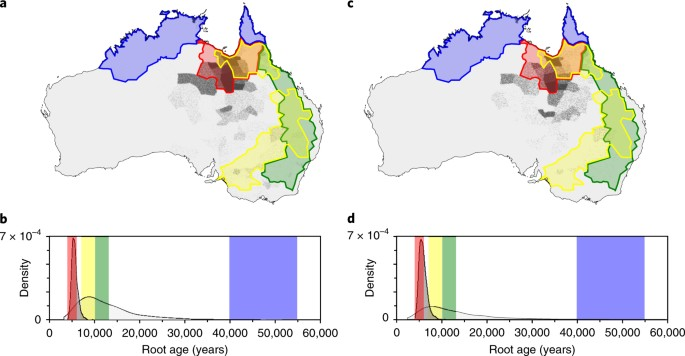 a
c
b
d
7 × 10⁻⁴
7 × 10⁻⁴
Density
Density
0
0
0 10,000 20,000 30,000 40,000 50,000 60,000
0 10,000 20,000 30,000 40,000 50,000 60,000
Root age (years)
Root age (years)